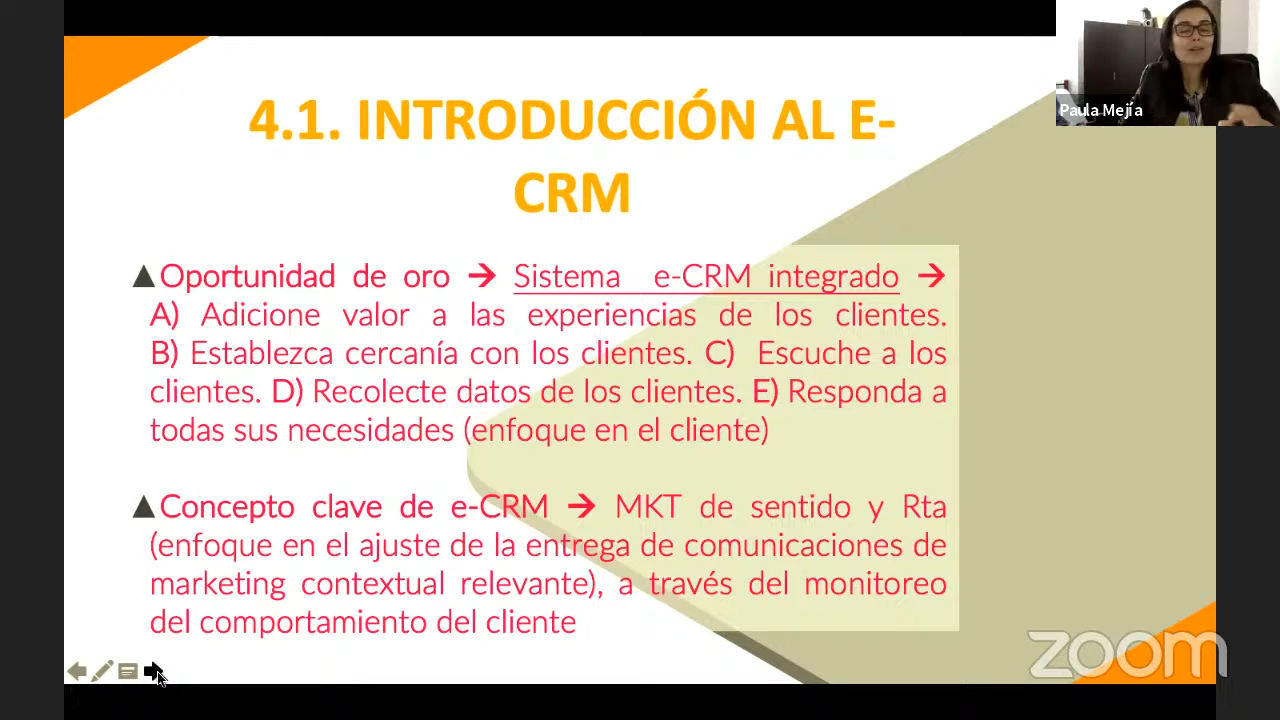 4.1. INTRODUCCIÓN AL E-
CRM
Paula Mejía
▲Oportunidad de oro ➔ Sistema e-CRM integrado ➔
A) Adicione valor a las experiencias de los clientes.
B) Establezca cercanía con los clientes. C) Escuche a los
clientes. D) Recolecte datos de los clientes. E) Responda a
todas sus necesidades (enfoque en el cliente)
▲Concepto clave de e-CRM ➔ MKT de sentido y Rta
(enfoque en el ajuste de la entrega de comunicaciones de
marketing contextual relevante), a través del monitoreo
del comportamiento del cliente
zoom